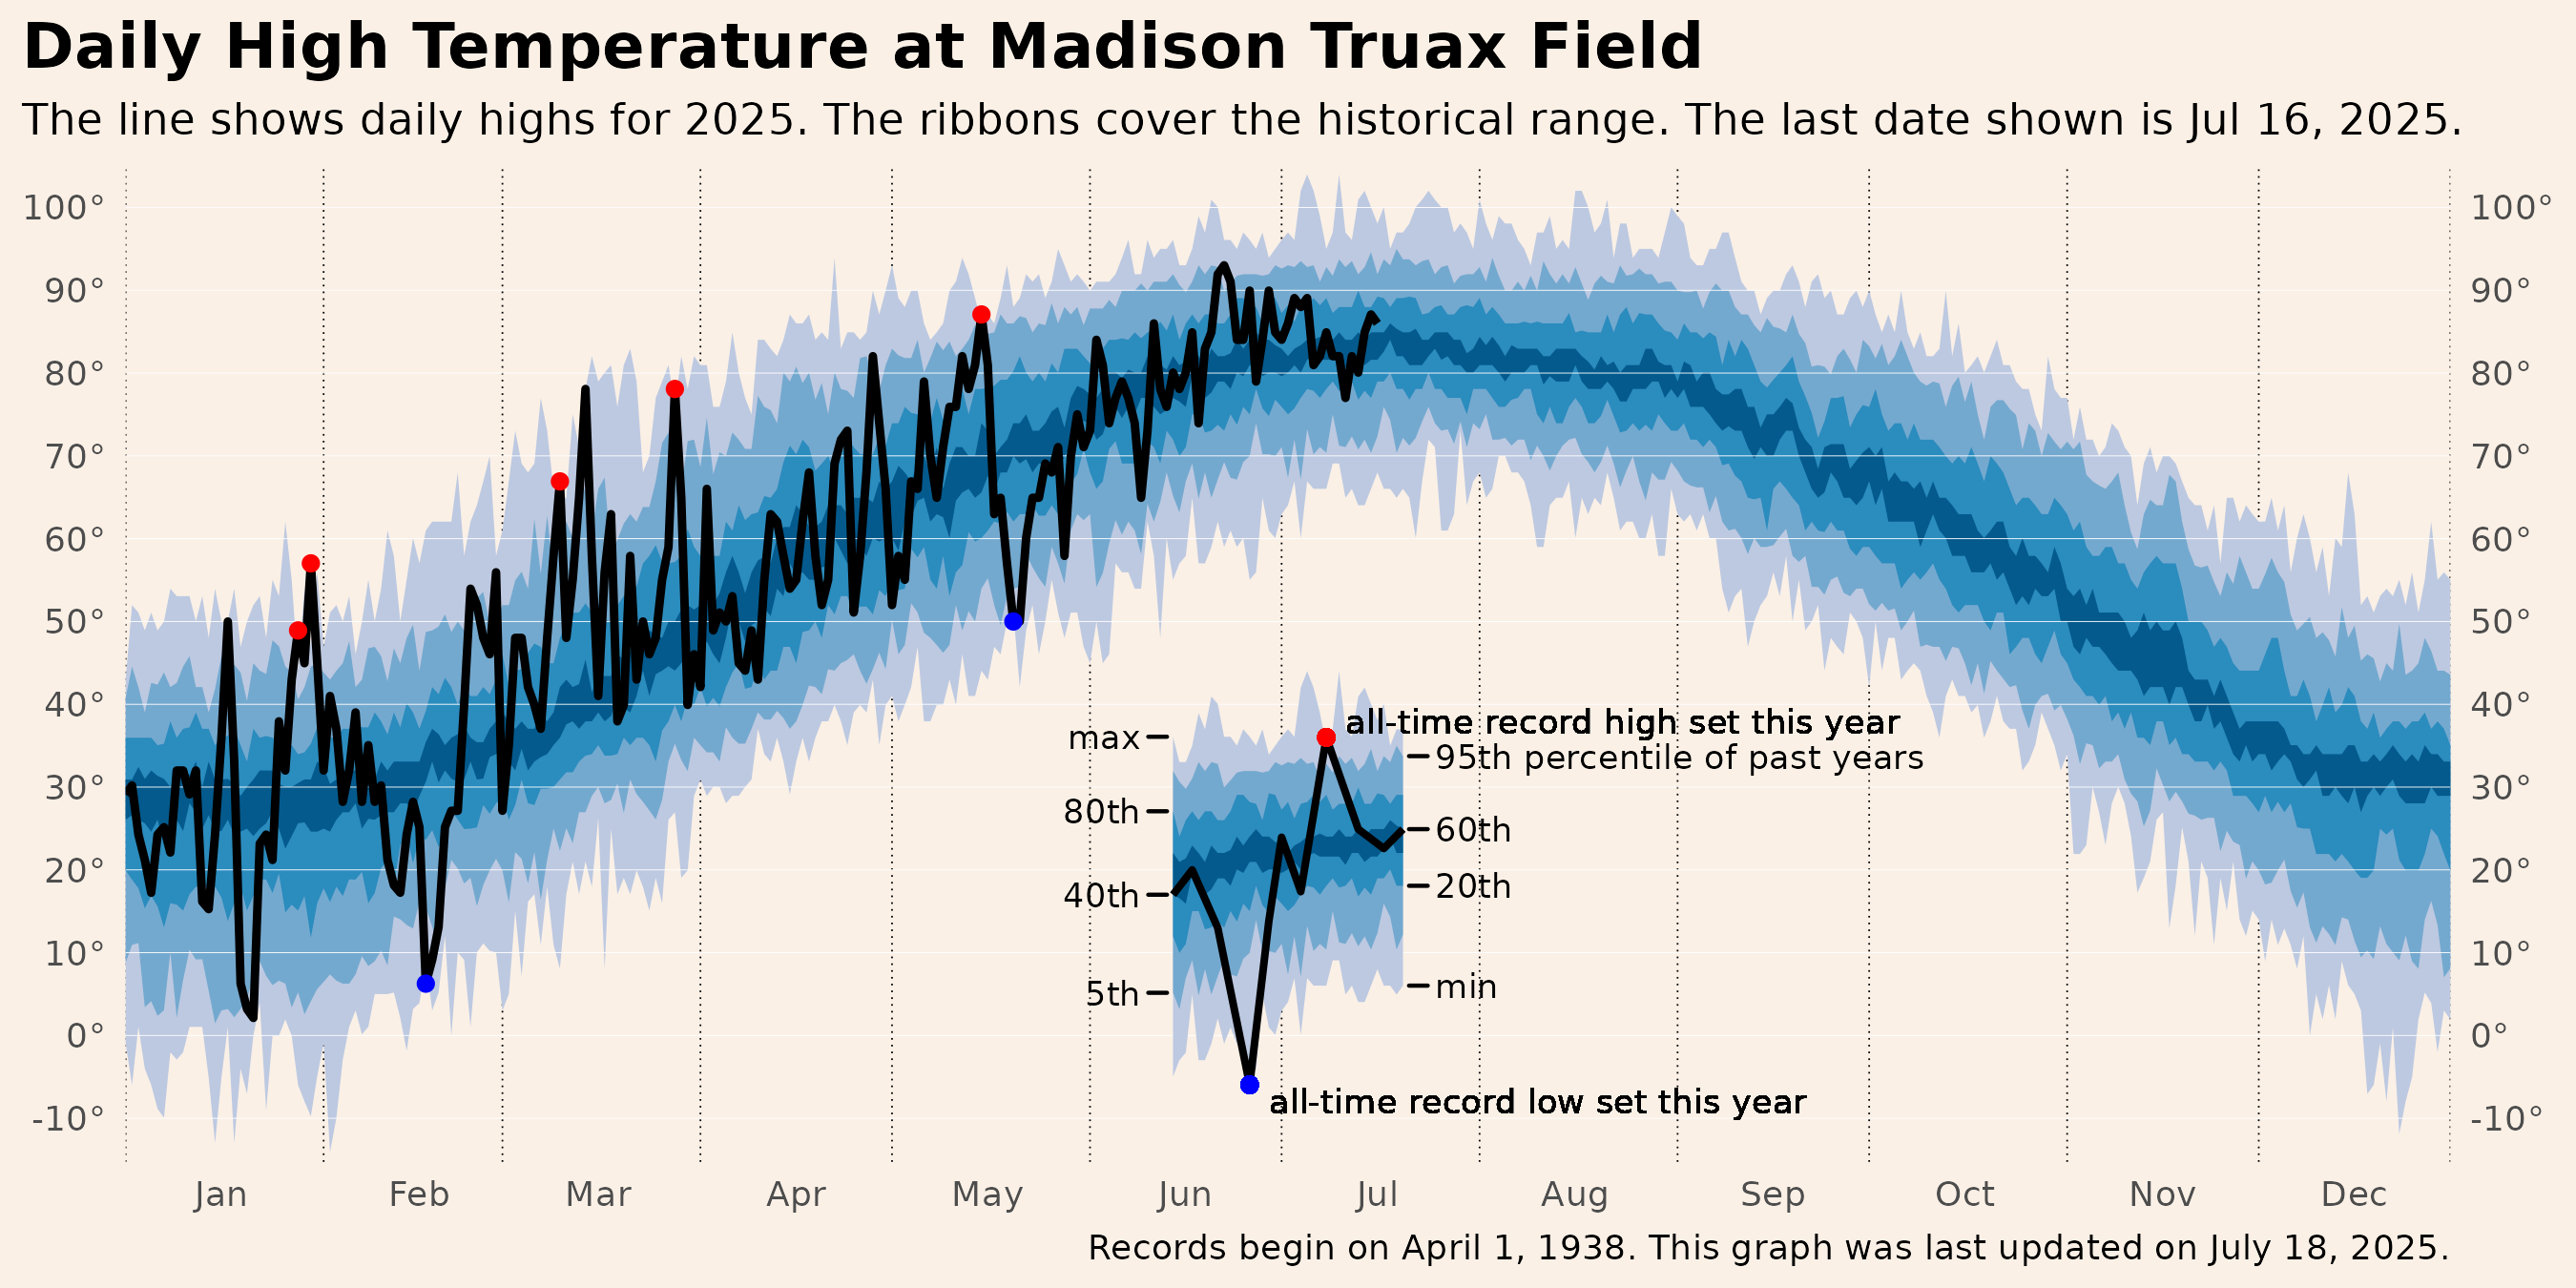 Daily High Temperature at Madison Truax Field
The line shows daily highs for 2025. The ribbons cover the historical range. The last date shown is Jul 16, 2025.
100° 100°
90° 90°
80° 80°
70° 70°
60° 60°
50° 50°
40° 40°
30° 30°
20° 20°
10° 10°
0° 0°
-10° -10°
all-time record high set this year
max
95th percentile of past years
80th
60th
20th
40th
min
5th
all-time record low set this year
Jan Feb Mar Apr May Jun Jul Aug Sep Oct Nov Dec
Records begin on April 1, 1938. This graph was last updated on July 18, 2025.